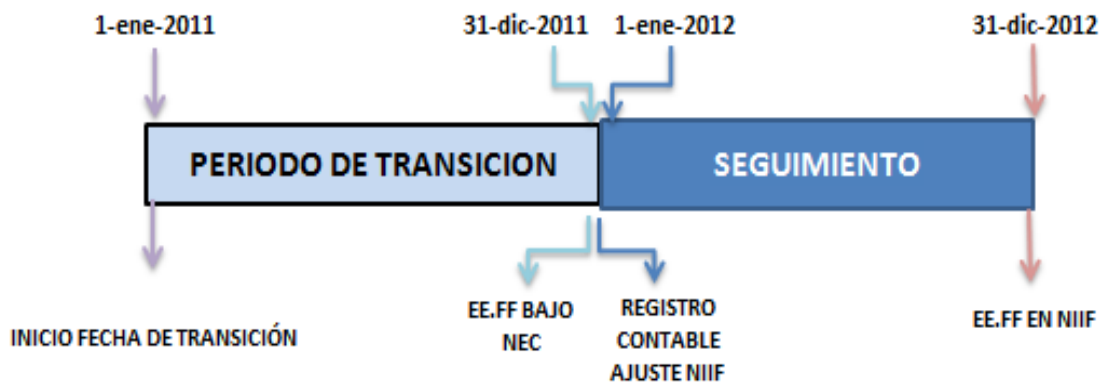 1-ene-2011
31-dic-2011
1-ene-2012
31-dic-2012
PERIODO DE TRANSICION
SEGUIMIENTO
INICIO FECHA DE TRANSICIÓN
EE.FF BAJO
NEC
REGISTRO
CONTABLE
AJUSTE NIIF
EE.FF EN NIIF